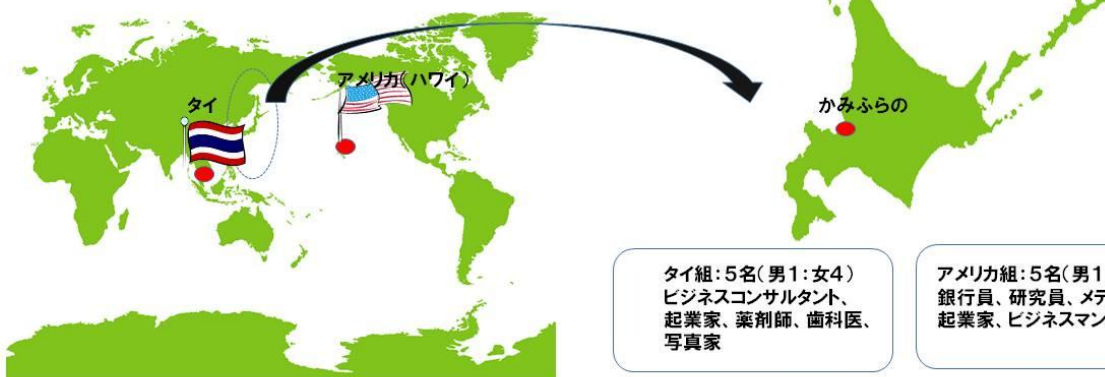 アメリカ(ハワイ)
タイ
かみふらの
タイ組:5名(男1:女4)
ビジネスコンサルタント、
起業家、薬剤師、歯科医、
写真家
アメリカ組:5名(男1
銀行員、研究員、メデ
起業家、ビジネスマン